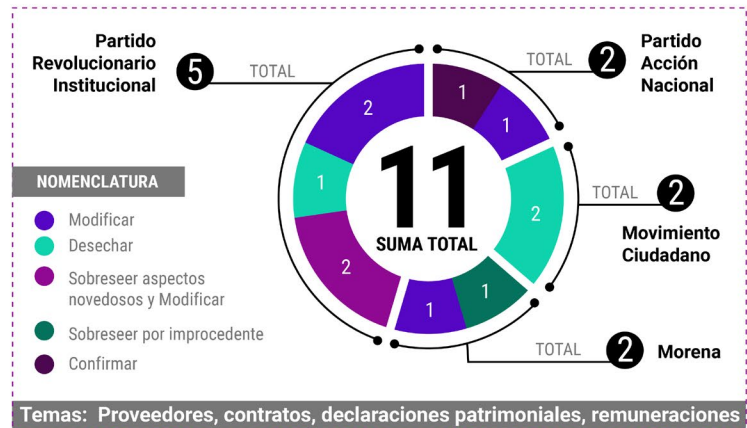 Partido
Revolucionario
Institucional
5
TOTAL
TOTAL
2
Partido
Acción
Nacional
2
1
1
1
2
2
1
1
11
SUMA TOTAL
TOTAL
2
Movimiento
Ciudadano
TOTAL
2
Morena
NOMENCLATURA
Modificar
Desechar
Sobreseer aspectos
novedosos y Modificar
Sobreseer por improcedente
Confirmar
Temas: Proveedores, contratos, declaraciones patrimoniales, remuneraciones